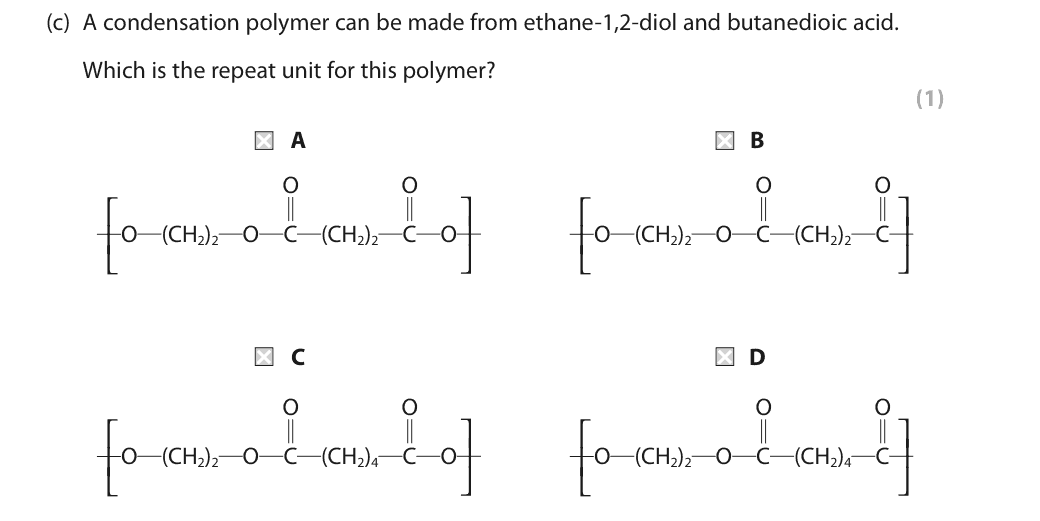 (c) A condensation polymer can be made from ethane-1,2-diol and butanedioic acid.
Which is the repeat unit for this polymer?
(1)
A
B
O O
O—(CH₂)₂—O—C—(CH₂)₂—C—O
O O
O—(CH₂)₂—O—C—(CH₂)₂—C
C
D
O O
O—(CH₂)₂—O—C—(CH₂)₄—C—O
O O
O—(CH₂)₂—O—C—(CH₂)₄—C